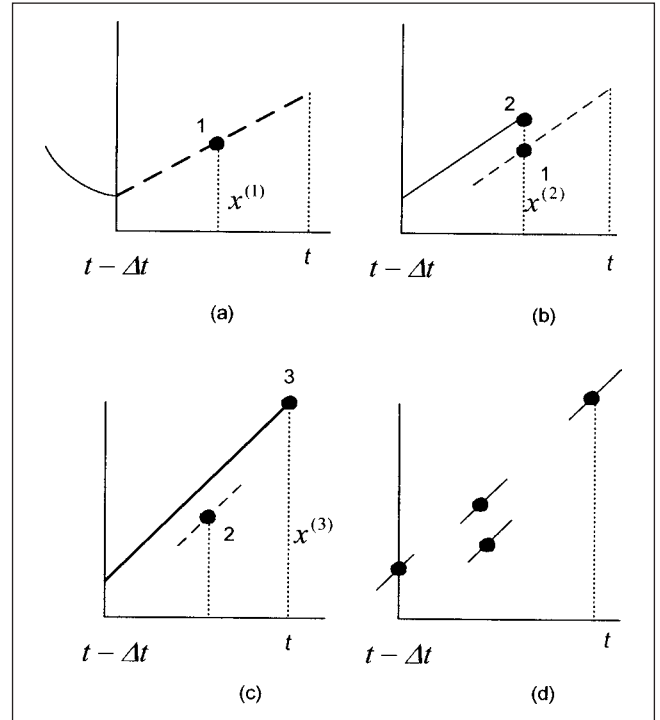 1
x^{(1)}
t − Δt
t
(a)
2
1
x^{(2)}
t − Δt
t
(b)
3
2
x^{(3)}
t − Δt
t
(c)
t − Δt
t
(d)